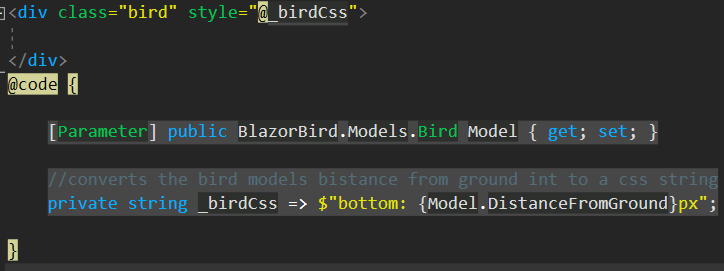 <div class="bird" style="@_birdCss">
</div>
@code {
[Parameter] public BlazorBird.Models.Bird Model { get; set; }
//converts the bird models bistance from ground int to a css string
private string _birdCss => $"bottom: {Model.DistanceFromGround}px";
}